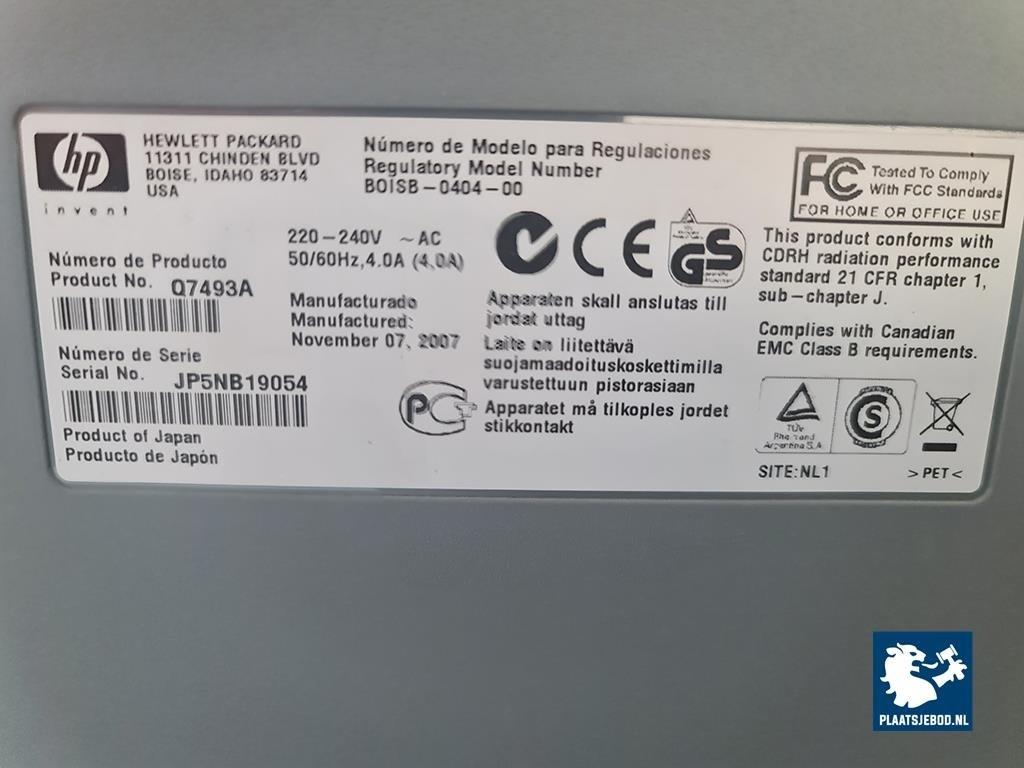 hp
invent
HEWLETT PACKARD
11311 CHINDEN BLVD
BOISE, IDAHO 83714
USA
Número de Modelo para Regulaciones
Regulatory Model Number
BOISB-0404-00
FC Tested To Comply
With FCC Standards
FOR HOME OR OFFICE USE
Número de Producto
Product No. Q7493A
Número de Serie
Serial No. JP5NB19054
Product of Japan
Producto de Japón
220-240V ~AC
50/60Hz,4.0A (4.0A)
Manufacturado
Manufactured:
November 07, 2007
PC
CE
GS
Apparaten skall anslutas till
jordat uttag
Laite on liitettävä
suojamaadoituskoskettimilla
varustettuun pistorasiaan
Apparatet må tilkoples jordet
stikkontakt
This product conforms with
CDRH radiation performance
standard 21 CFR chapter 1,
sub-chapter J.
Complies with Canadian
EMC Class B requirements.
TÜV
Argentina S.A.
S
SITE:NL1
>PET<
PLAATSJEBOD.NL